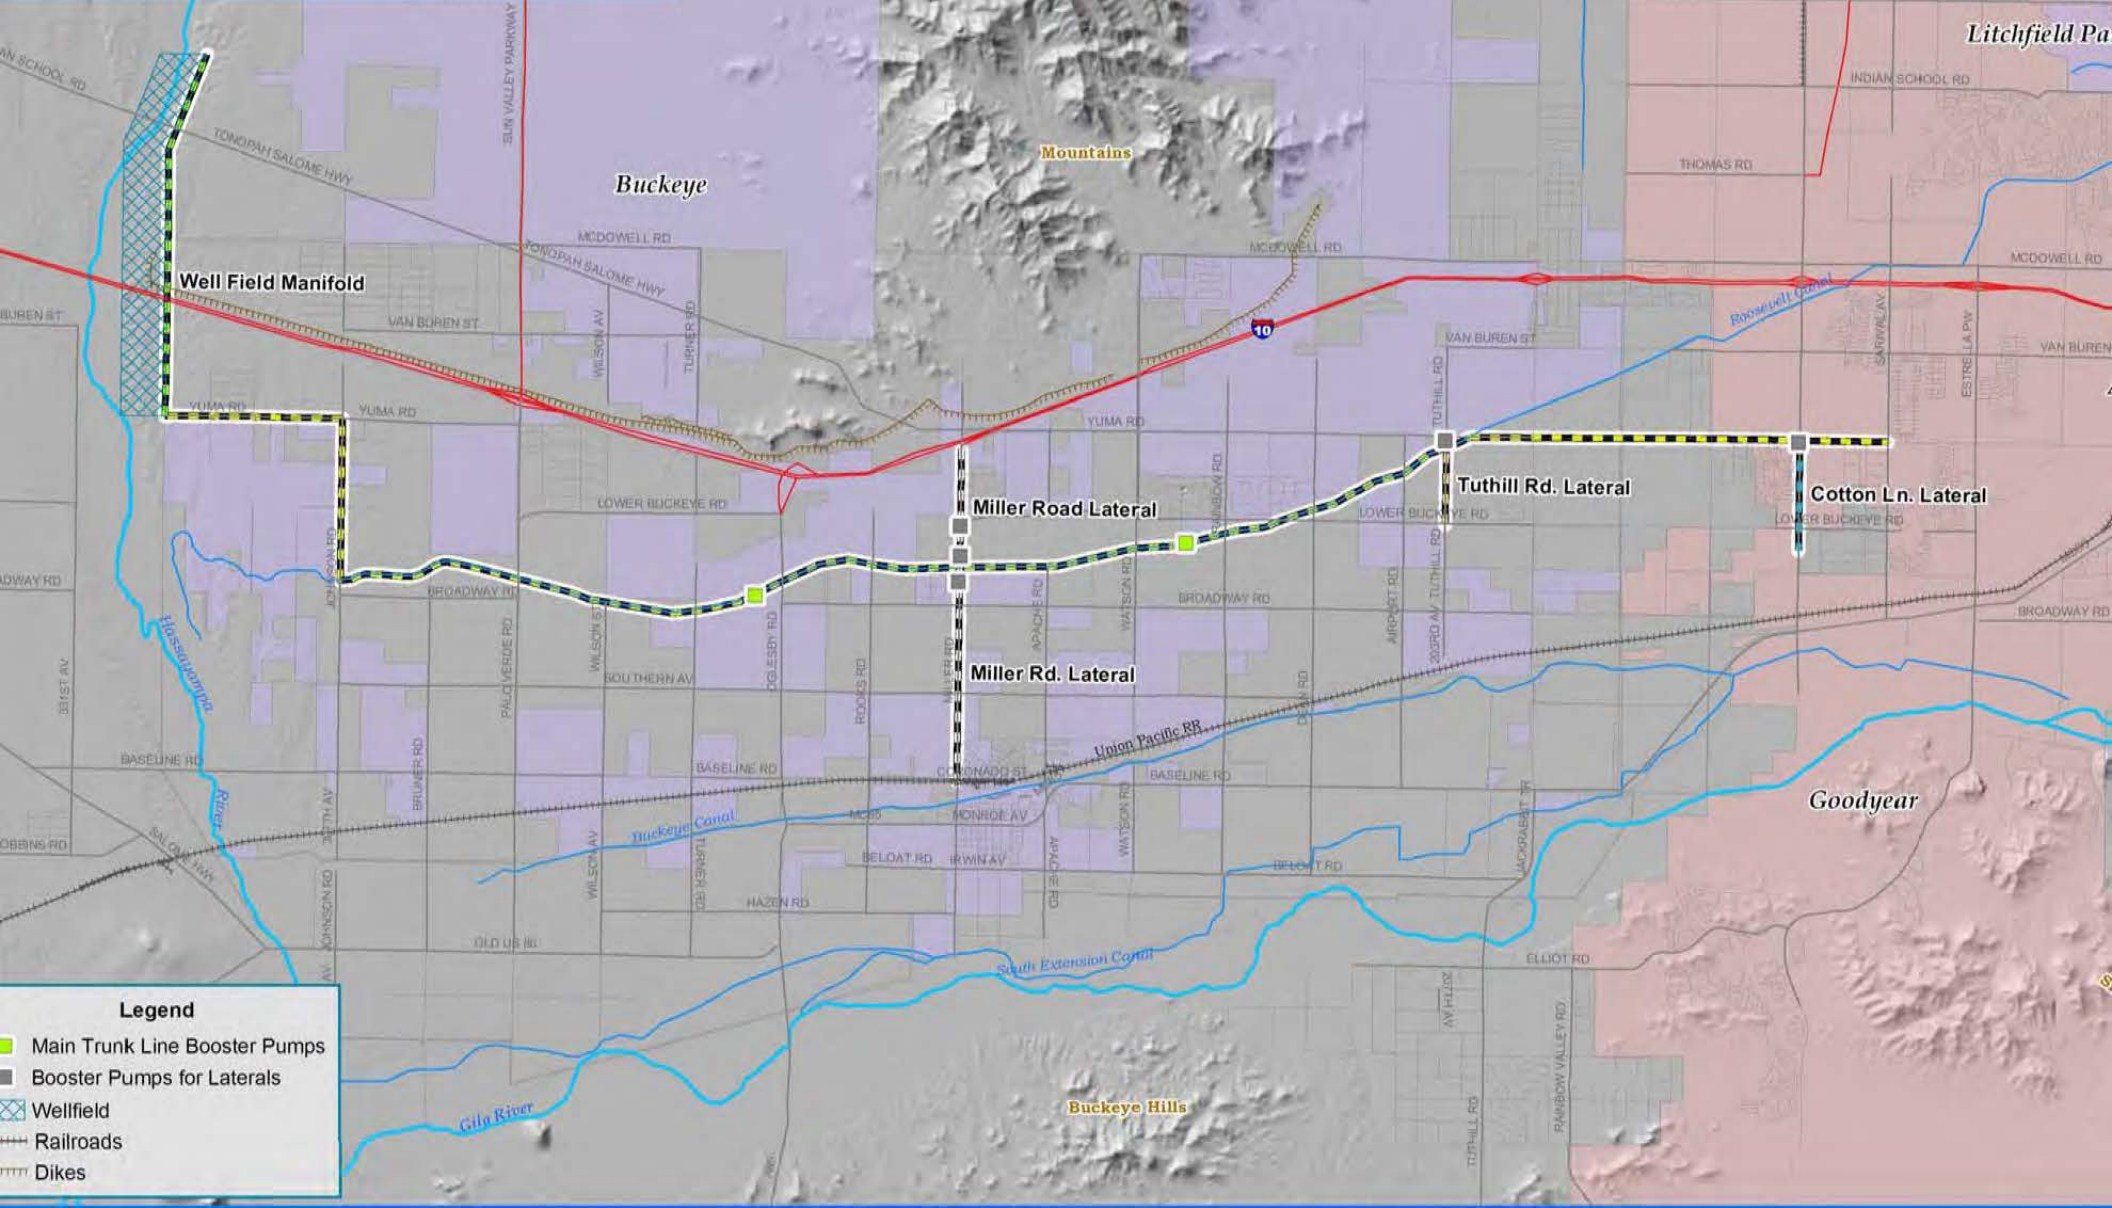 Litchfield Pa
INDIAN SCHOOL RD
AN SCHOOL RD
SUN VALLEY PARKWAY
TONOPAH SALOME HWY
Mountains
THOMAS RD
Buckeye
MCDOWELL RD
TONOPAH SALOME HWY
MCDOWELL RD
MCDOWELL RD
Well Field Manifold
Roosevelt Canal
BUREN ST
VAN BUREN ST
WILSON AV
TURNER RD
10
VAN BUREN ST
SARIVAL AV
ESTRELLA PW
VAN BUREN
TUTHILL RD
YUMA RD
YUMA RD
YUMA RD
RAINBOW RD
LOWER BUCKEYE RD
Miller Road Lateral
Tuthill Rd. Lateral
Cotton Ln. Lateral
LOWER BUCKEYE RD
LOWER BUCKEYE RD
MC85
JOHNSON RD
ADWAY RD
BROADWAY RD
WILSON ST
OGLESBY RD
APACHE RD
WATSON RD
BROADWAY RD
AIRPORT RD
203RD AV
TUTHILL RD
BROADWAY RD
Hassayampa
River
331ST AV
PALO VERDE RD
SOUTHERN AV
ROOKS RD
MILLER RD
Miller Rd. Lateral
DEAN RD
Union Pacific RR
BASELINE RD
BRUNER RD
BASELINE RD
CORONADO ST
BASELINE RD
Goodyear
Buckeye Canal
MC85
MONROE AV
WATSON RD
JACKRABBIT TR
OBBINS RD
SALOME HWY
WILSON AV
TURNER RD
BELOAT RD
IRWIN AV
APACHE RD
BELOAT RD
JOHNSON RD
HAZEN RD
OLD US 80
South Extension Canal
ELLIOT RD
207TH AV
AV
Legend
Main Trunk Line Booster Pumps
Booster Pumps for Laterals
Wellfield
Railroads
Dikes
Gila River
Buckeye Hills
TUTHILL RD
RAINBOW VALLEY RD